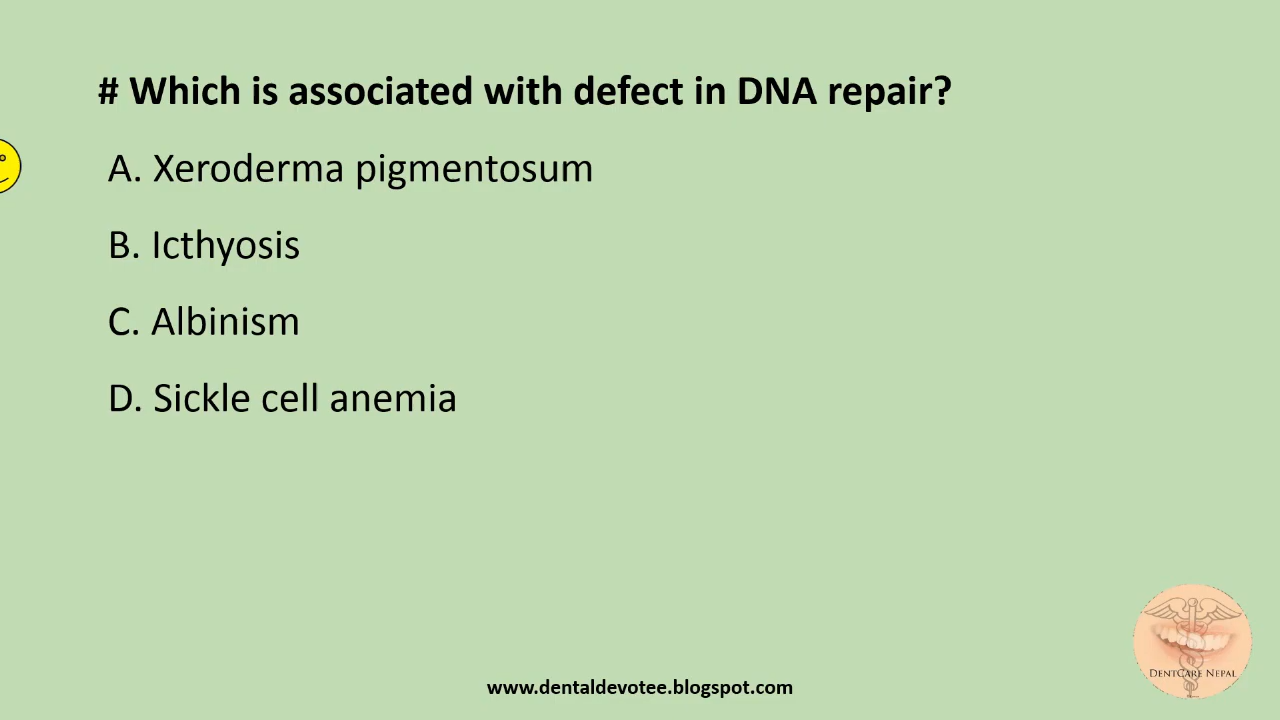 # Which is associated with defect in DNA repair?
A. Xeroderma pigmentosum
B. Icthyosis
C. Albinism
D. Sickle cell anemia
DentCare Nepal
www.dentaldevotee.blogspot.com